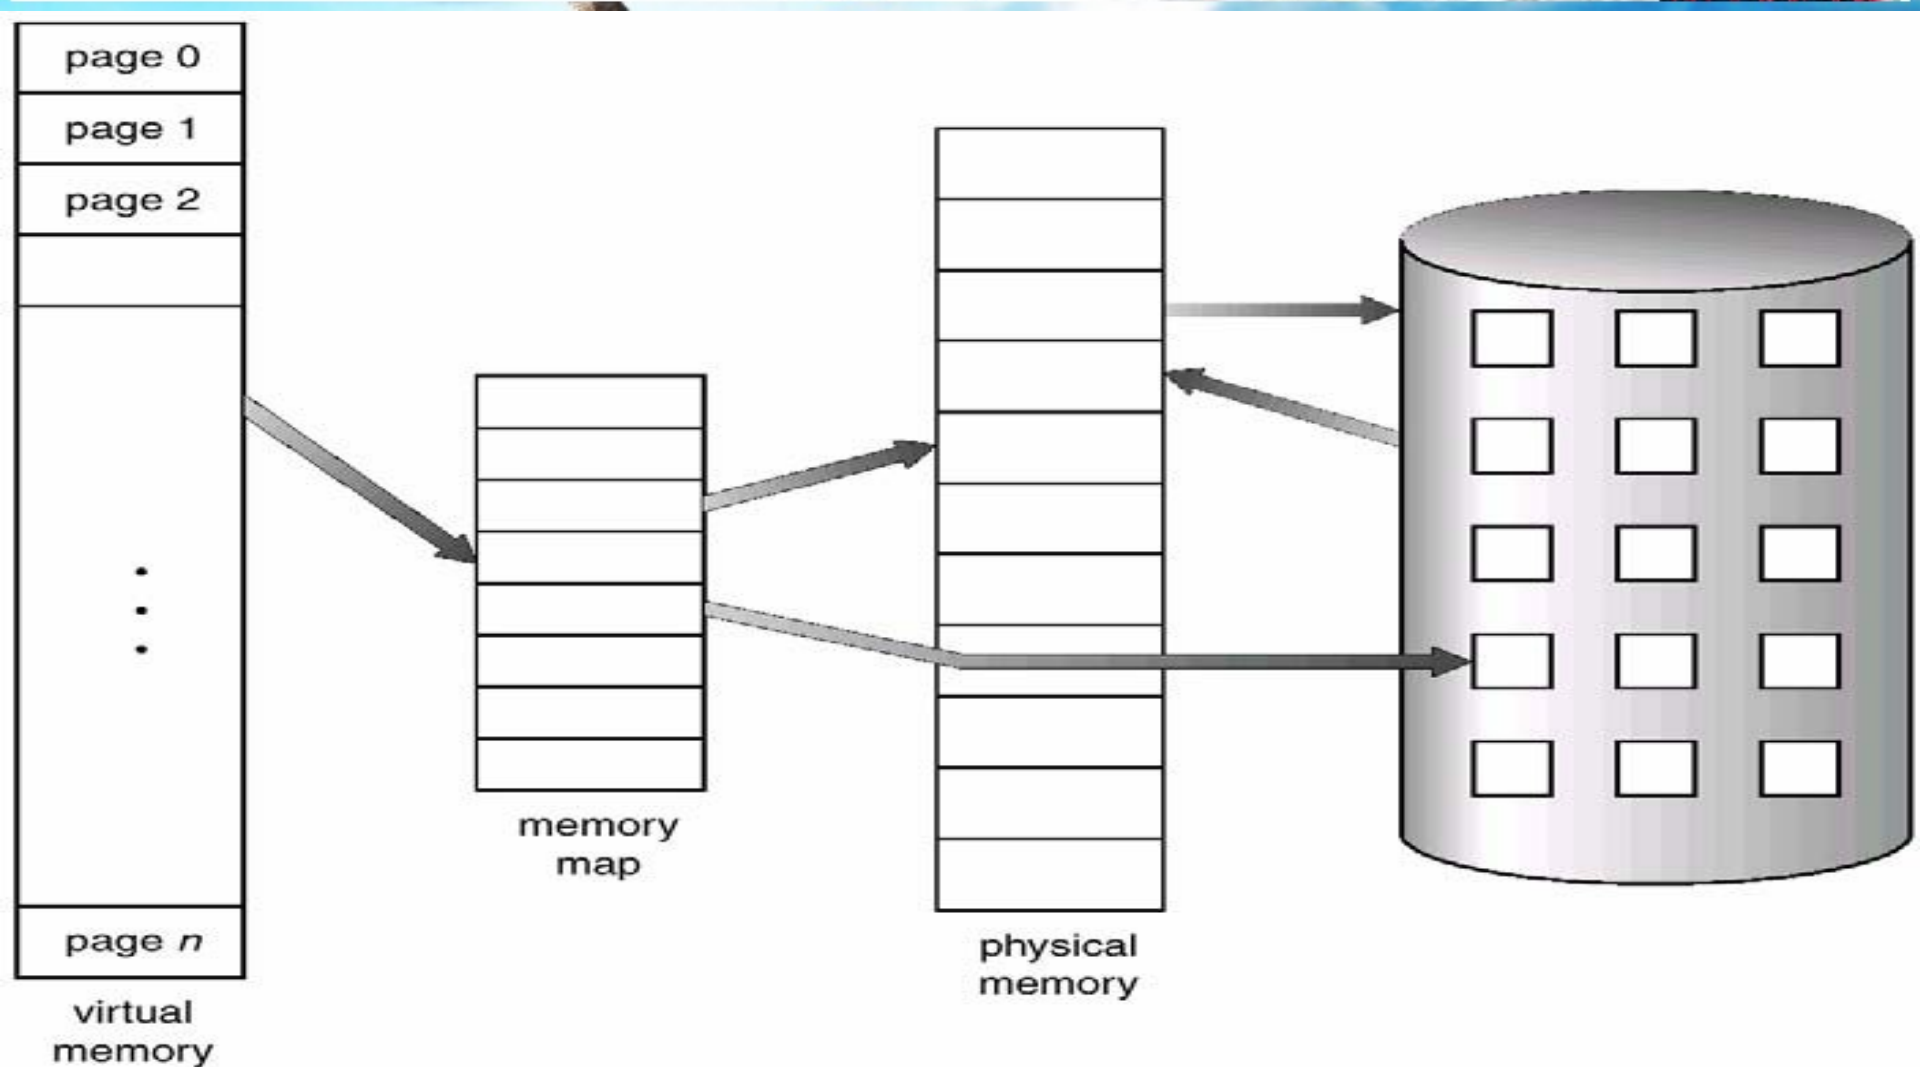 page 0
page 1
page 2
page n
virtual
memory
memory
map
physical
memory